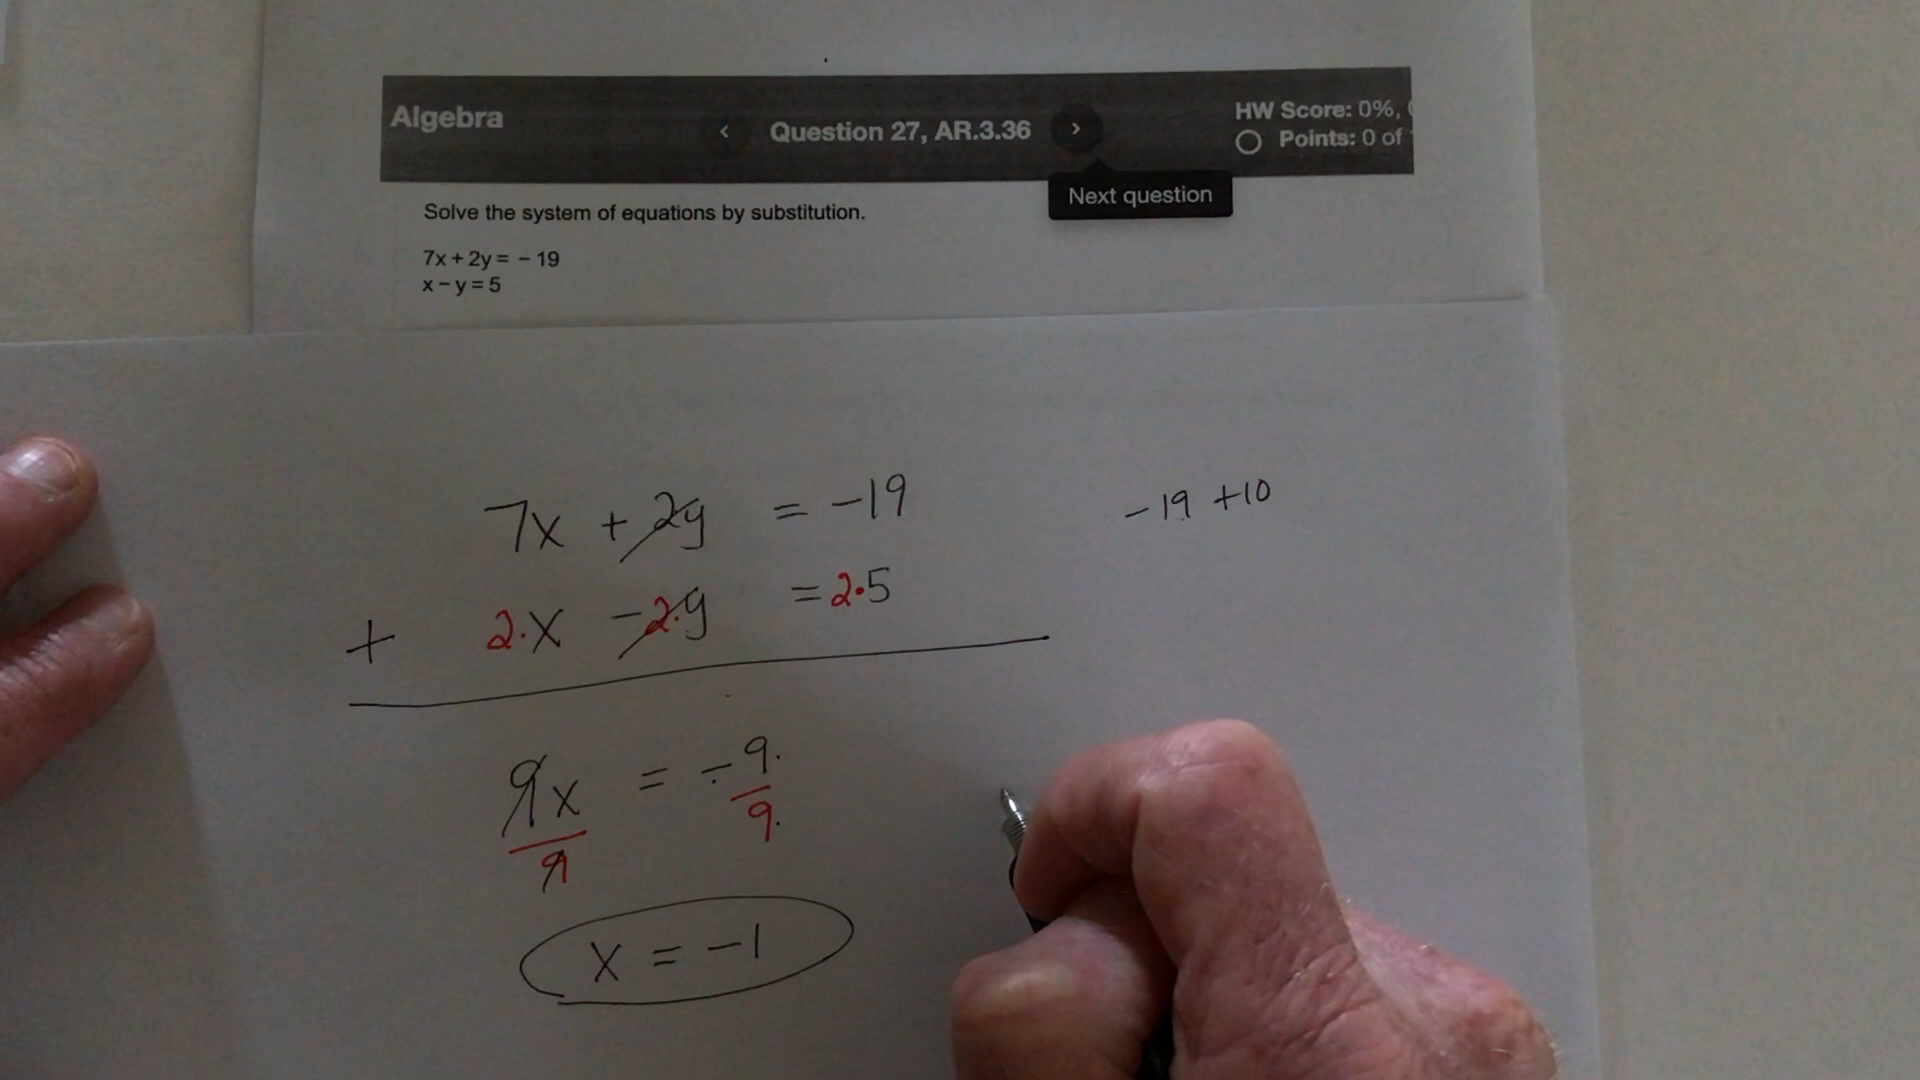 Algebra
< Question 27, AR.3.36 >
HW Score: 0%,
Points: 0 of
Next question
Solve the system of equations by substitution.
7x + 2y = - 19
x - y = 5
7x + 2y = -19
-19 +10
+ 2·x -2·y = 2·5
9x = -9
9 9
x = -1